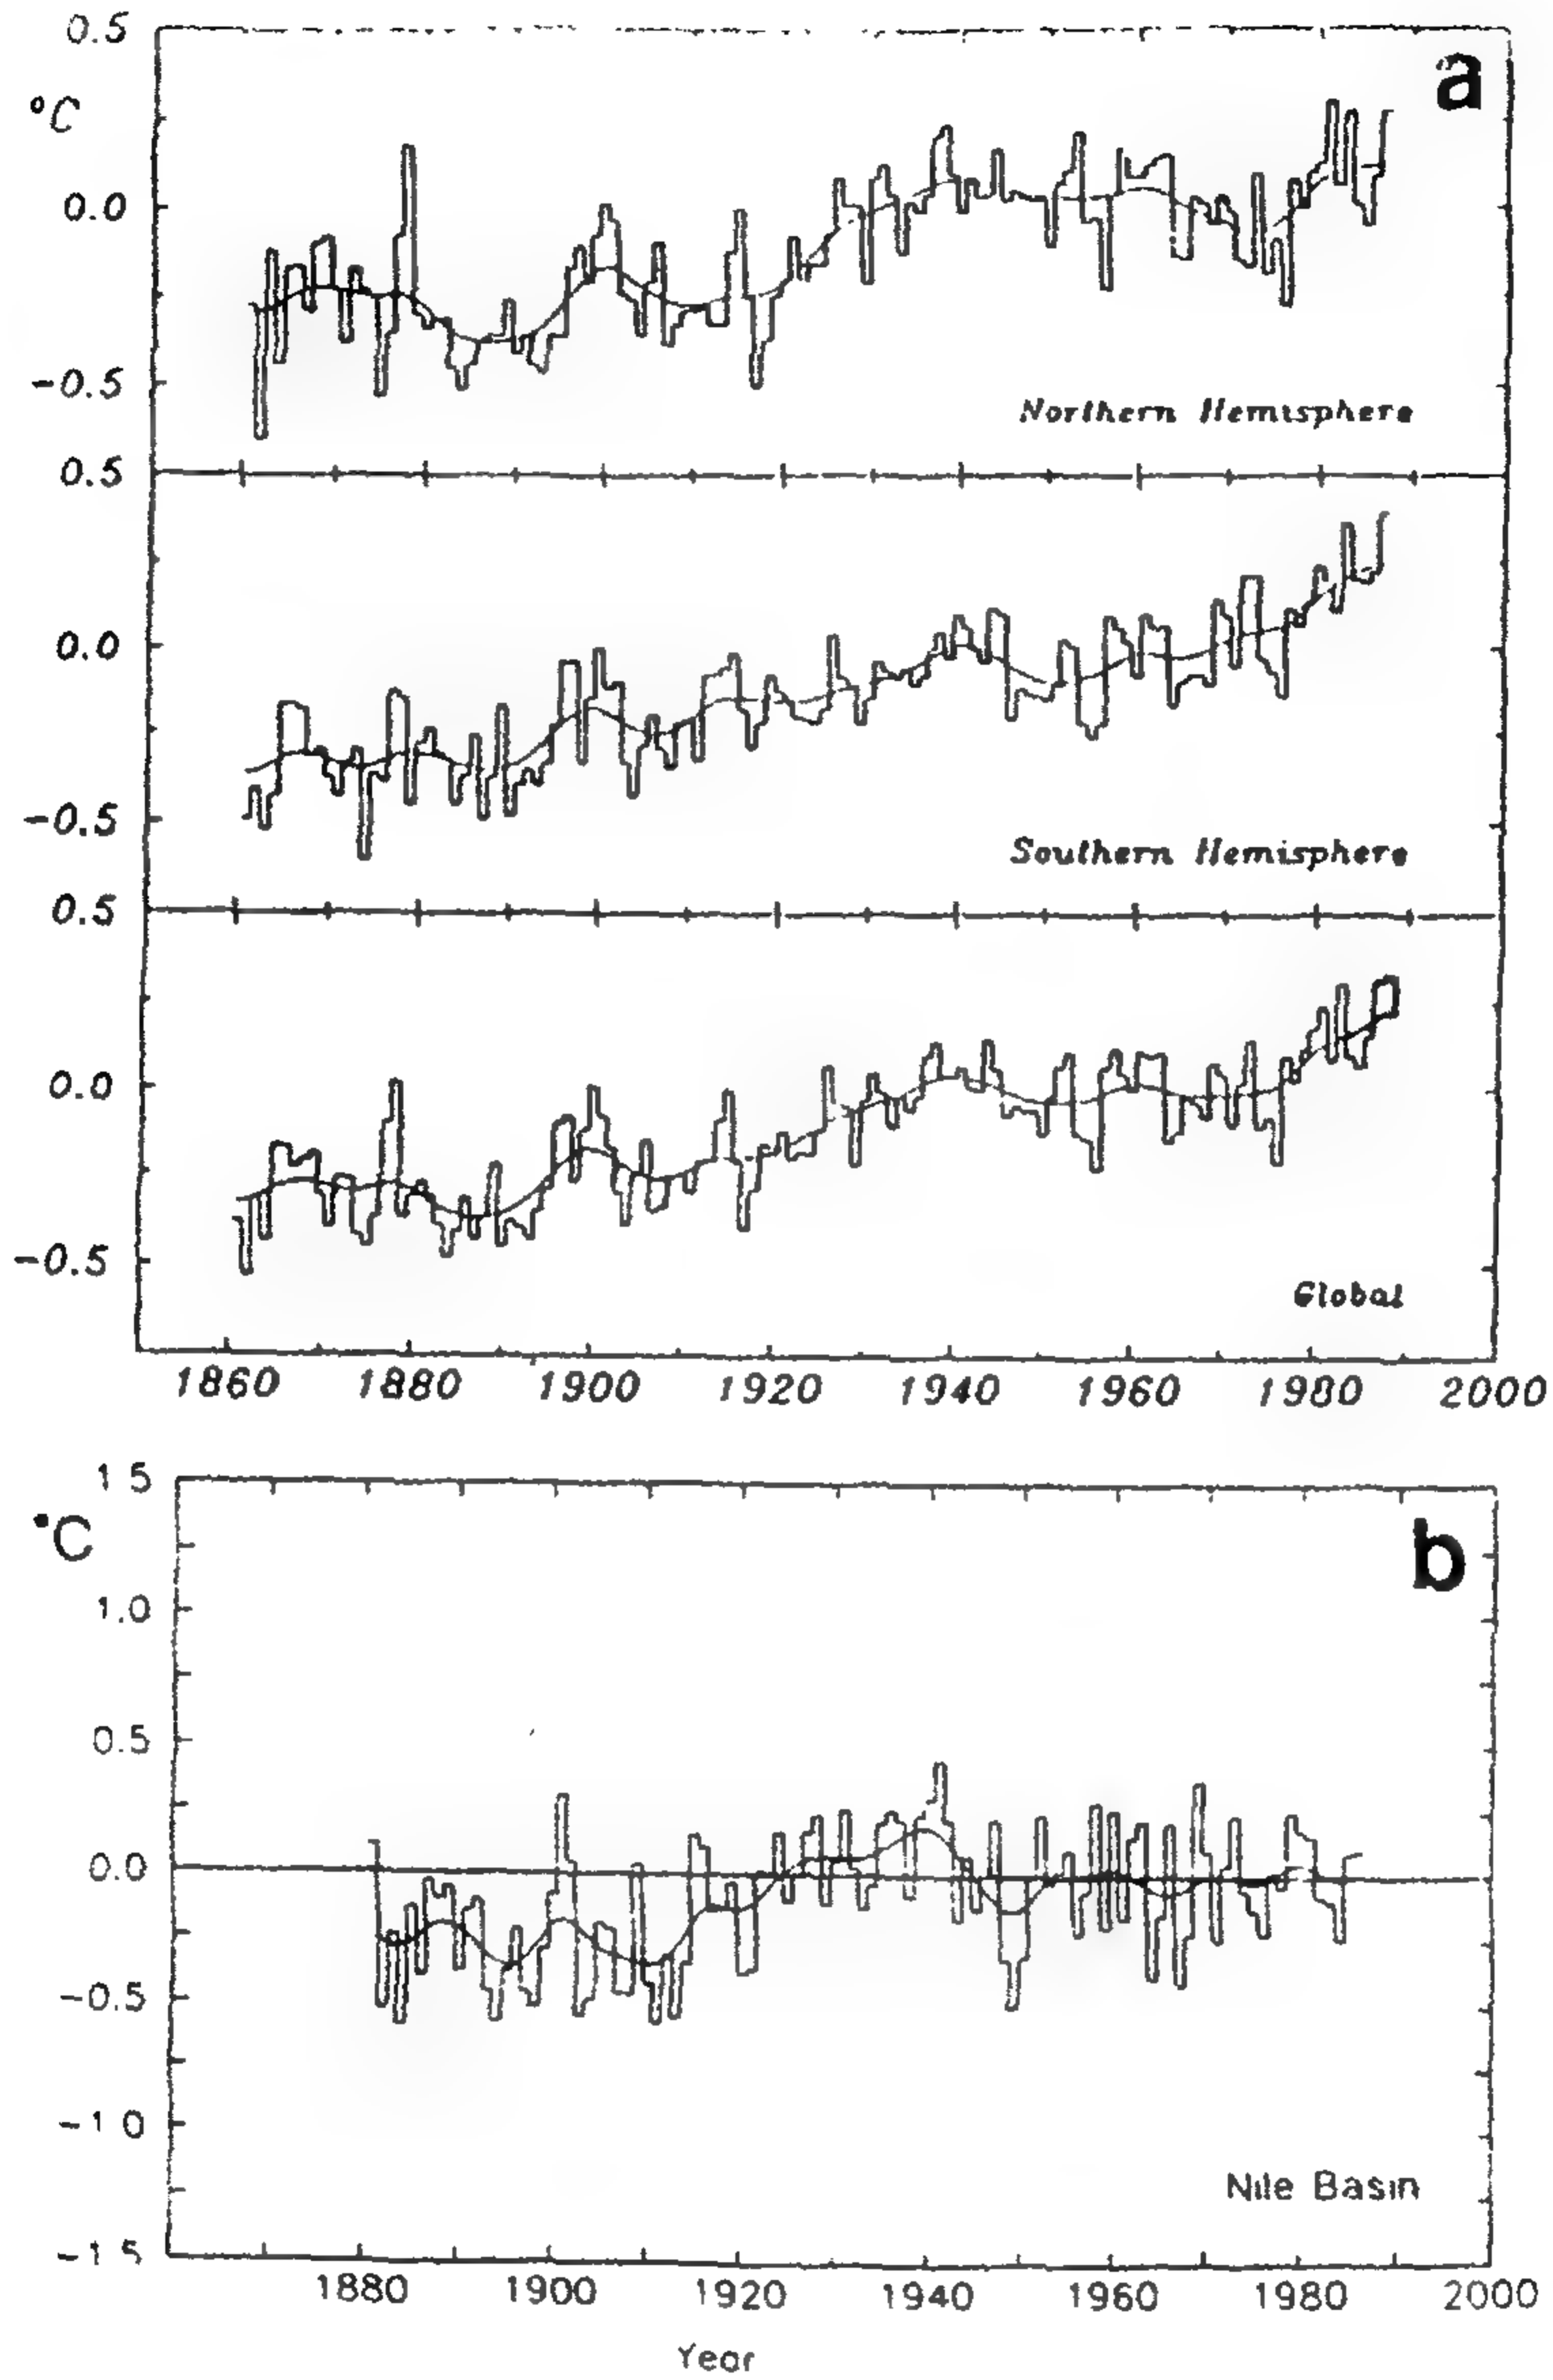 0.5
a
°C
0.0
-0.5
Northern Hemisphere
0.5
0.0
-0.5
Southern Hemisphere
0.5
0.0
-0.5
Global
1860 1880 1900 1920 1940 1960 1980 2000
1 5
°C
b
1.0
0.5
0.0
-0.5
-1 0
Nile Basin
-1 5
1880 1900 1920 1940 1960 1980 2000
Year